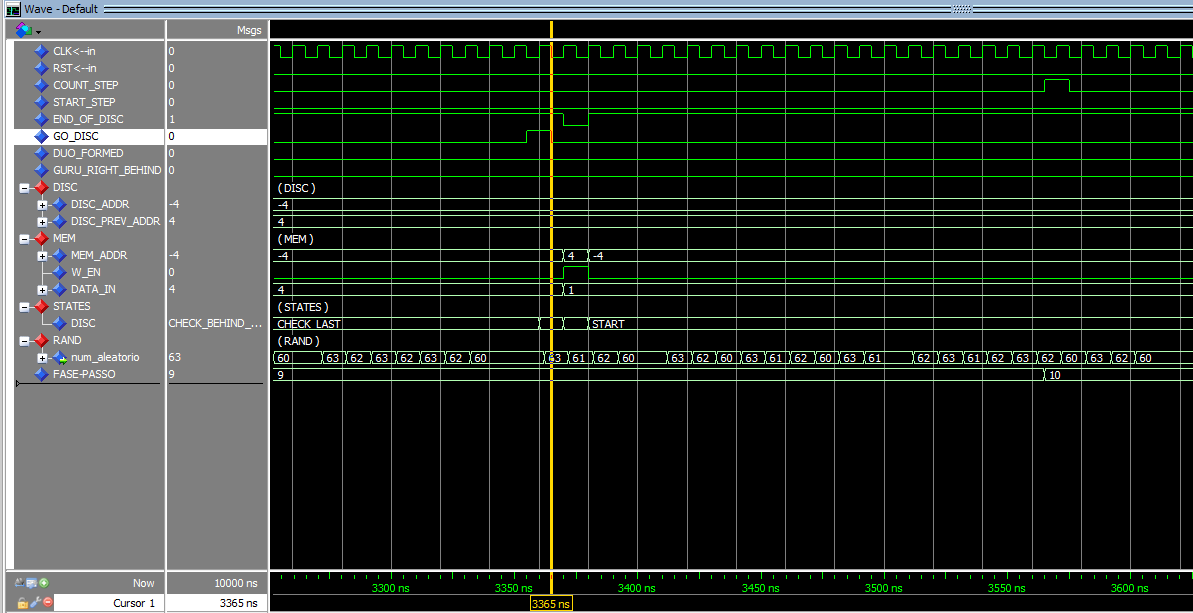 Wave - Default
Msgs
CLK<--in 0
RST<--in 0
COUNT_STEP 0
START_STEP 0
END_OF_DISC 1
GO_DISC 0
DUO_FORMED 0
GURU_RIGHT_BEHIND 0
DISC (DISC)
DISC_ADDR -4 -4
DISC_PREV_ADDR 4 4
MEM (MEM)
MEM_ADDR -4 -4 4 -4
W_EN 0
DATA_IN 4 4 1
STATES (STATES)
DISC CHECK_BEHIND_... CHECK_LAST START
RAND (RAND)
num_aleatorio 63 60 63 62 63 62 63 62 60 63 61 62 60 63 62 60 62 61 62 60 63 61 62 63 61 62 63 62 60 63 62 60
FASE-PASSO 9 9 10
Now 10000 ns 3300 ns 3350 ns 3400 ns 3450 ns 3500 ns 3550 ns 3600 ns
Cursor 1 3365 ns 3365 ns